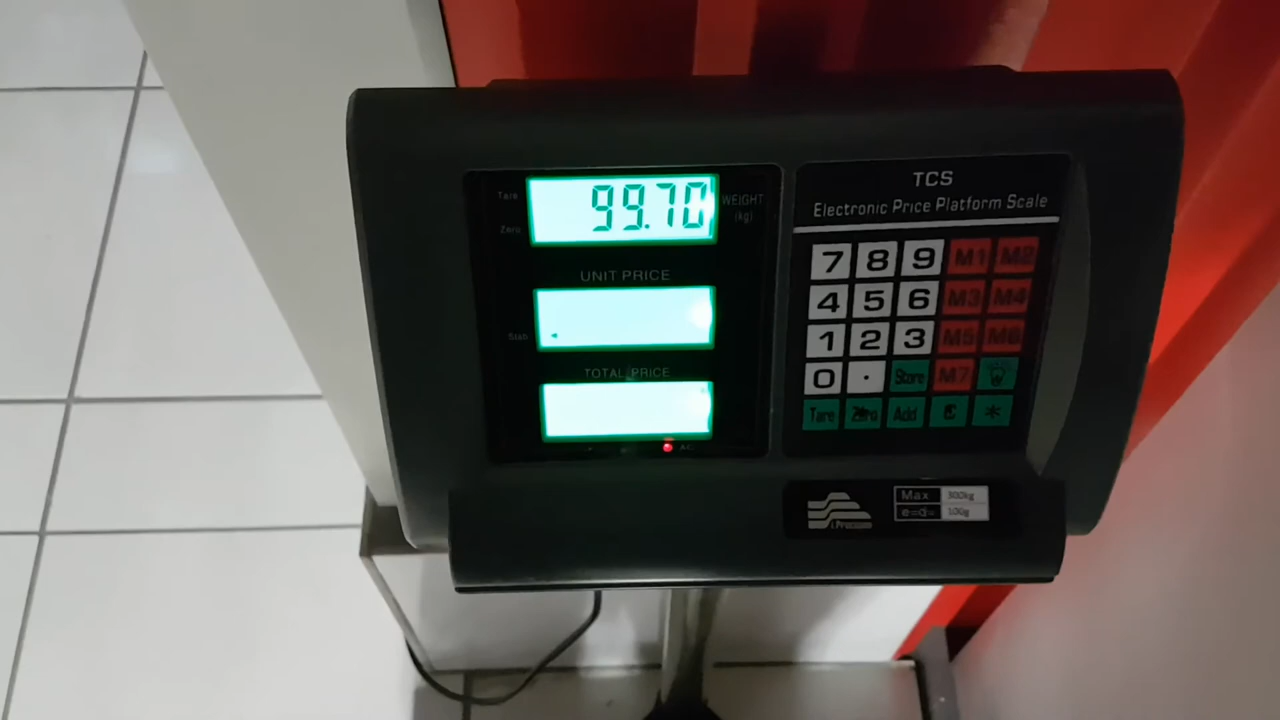 Tare
99.70
WEIGHT
(kg)
Zero
UNIT PRICE
Stab
TOTAL PRICE
AC
TCS
Electronic Price Platform Scale
7 8 9 M1 M2
4 5 6 M3 M4
1 2 3 M5 M6
0 . Store M7
Tare Zero Add C *
Max 300kg
e=d= 100g